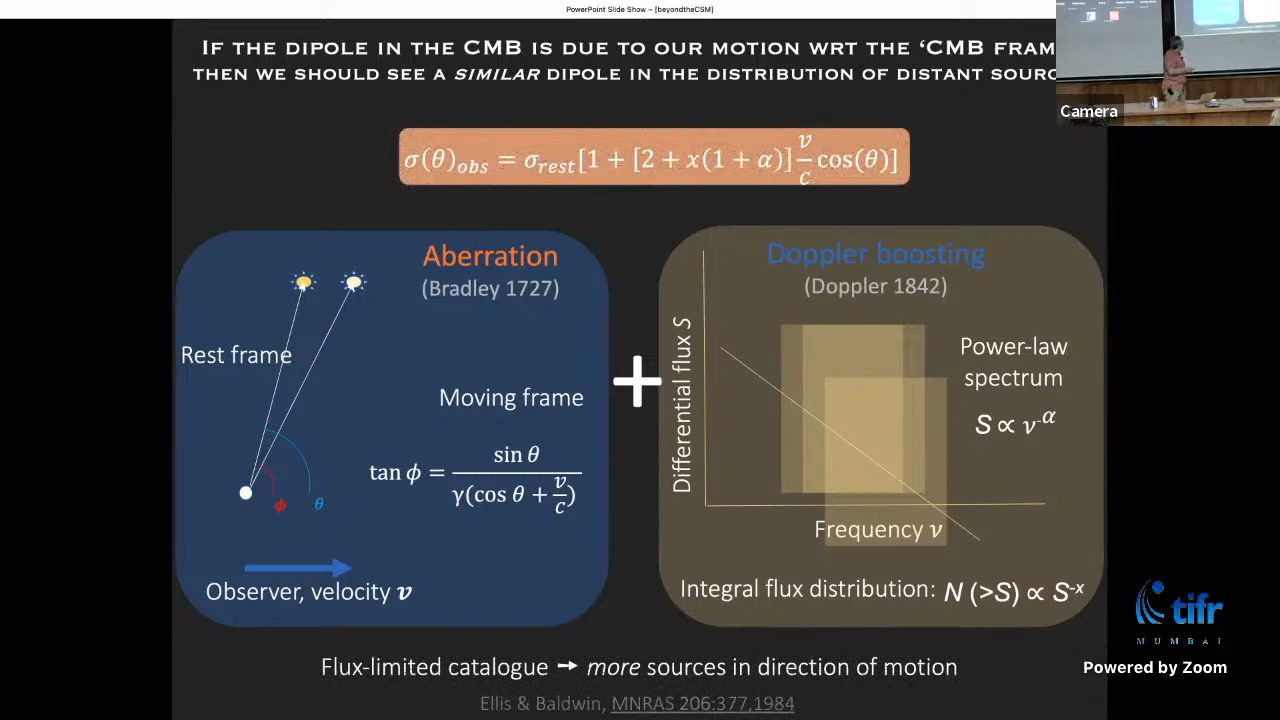 PowerPoint Slide Show – [beyondtheCSM]
IF THE DIPOLE IN THE CMB IS DUE TO OUR MOTION WRT THE ‘CMB FRAM
THEN WE SHOULD SEE A SIMILAR DIPOLE IN THE DISTRIBUTION OF DISTANT SOURC
Camera
σ(θ)obs = σrest[1 + [2 + x(1 + α)] v/c cos(θ)]
Aberration
(Bradley 1727)
Rest frame
Moving frame
tan ϕ = sin θ / γ(cos θ + v/c)
ϕ
θ
Observer, velocity v
+
Doppler boosting
(Doppler 1842)
Differential flux S
Power-law
spectrum
S ∝ ν-α
Frequency ν
Integral flux distribution: N (>S) ∝ S-x
Flux-limited catalogue → more sources in direction of motion
Ellis & Baldwin, MNRAS 206:377,1984
tifr
MUMBAI
Powered by Zoom